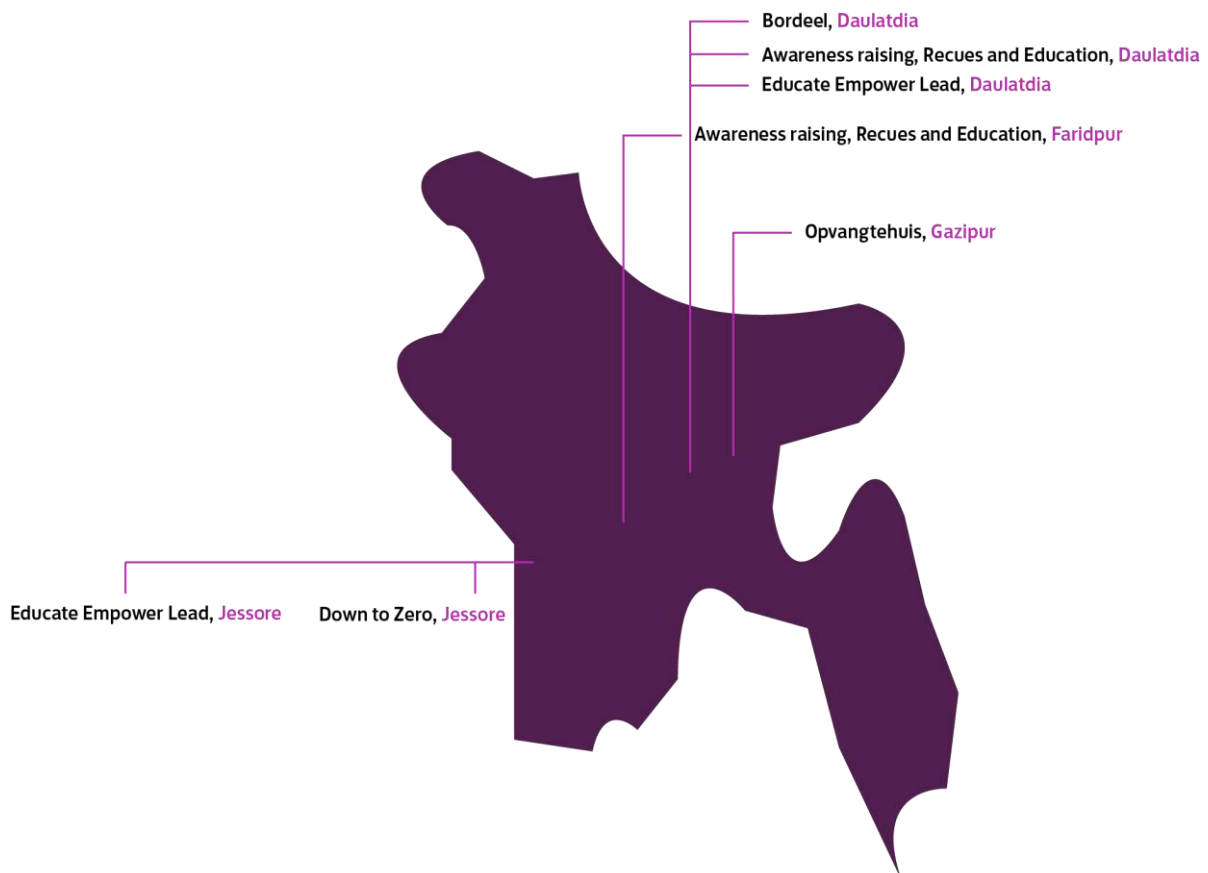 Bordeel, Daulatdia
Awareness raising, Recues and Education, Daulatdia
Educate Empower Lead, Daulatdia
Awareness raising, Recues and Education, Faridpur
Opvangtehuis, Gazipur
Educate Empower Lead, Jessore
Down to Zero, Jessore